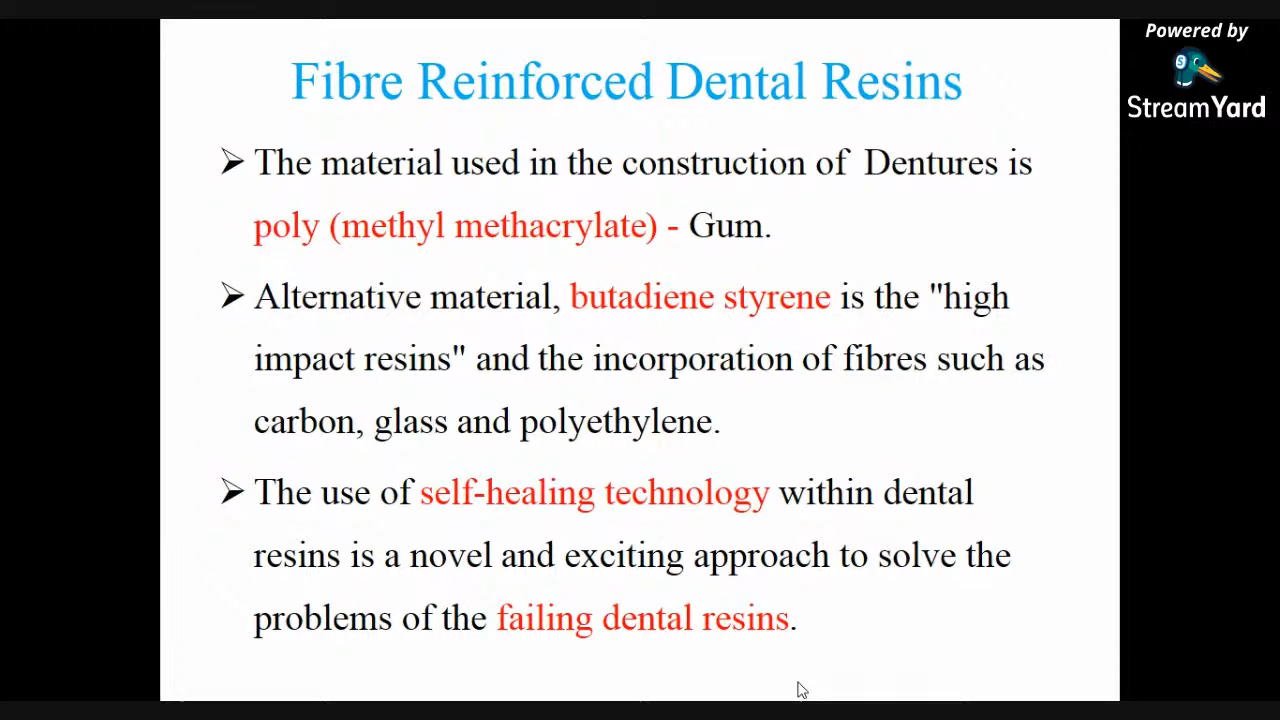 Powered by
StreamYard
Fibre Reinforced Dental Resins
➢ The material used in the construction of Dentures is
poly (methyl methacrylate) - Gum.
➢ Alternative material, butadiene styrene is the "high
impact resins" and the incorporation of fibres such as
carbon, glass and polyethylene.
➢ The use of self-healing technology within dental
resins is a novel and exciting approach to solve the
problems of the failing dental resins.